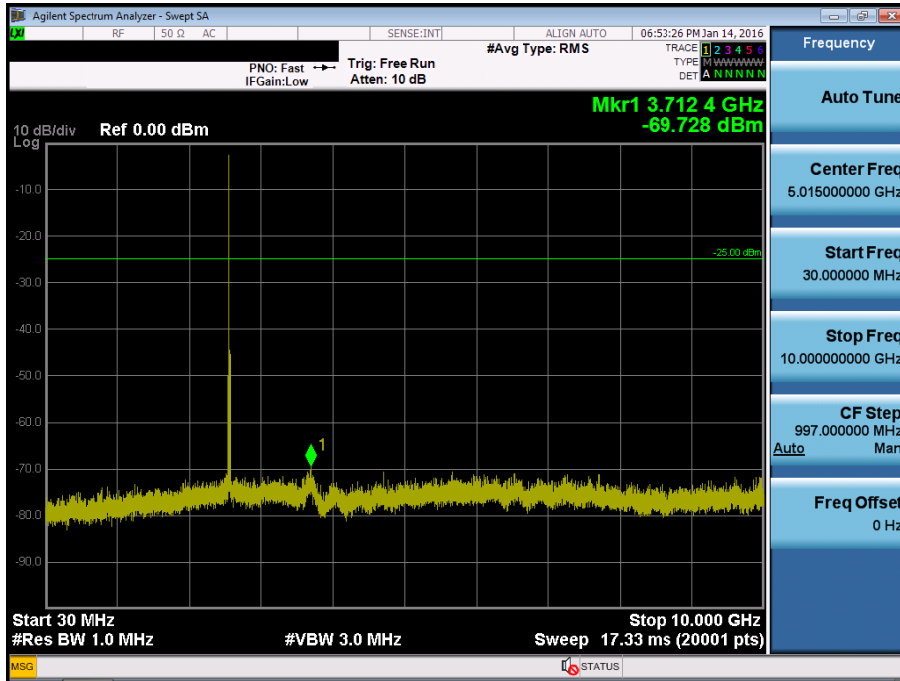 Agilent Spectrum Analyzer - Swept SA
LXI RF 50 Ω AC SENSE:INT ALIGN AUTO 06:53:26 PM Jan 14, 2016
Frequency
#Avg Type: RMS TRACE 1 2 3 4 5 6
PNO: Fast Trig: Free Run TYPE M WWWWW
IFGain:Low Atten: 10 dB DET A N N N N N
Auto Tune
Mkr1 3.712 4 GHz
-69.728 dBm
10 dB/div Ref 0.00 dBm
Log
Center Freq
5.015000000 GHz
-10.0
-20.0
-25.00 dBm
Start Freq
30.000000 MHz
-30.0
Stop Freq
10.000000000 GHz
-40.0
-50.0
CF Step
997.000000 MHz
Auto Man
-60.0
1
-70.0
Freq Offset
0 Hz
-80.0
-90.0
Start 30 MHz Stop 10.000 GHz
#Res BW 1.0 MHz #VBW 3.0 MHz Sweep 17.33 ms (20001 pts)
MSG STATUS